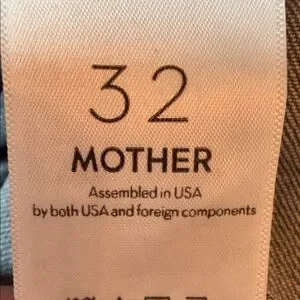 32
MOTHER
Assembled in USA
by both USA and foreign components